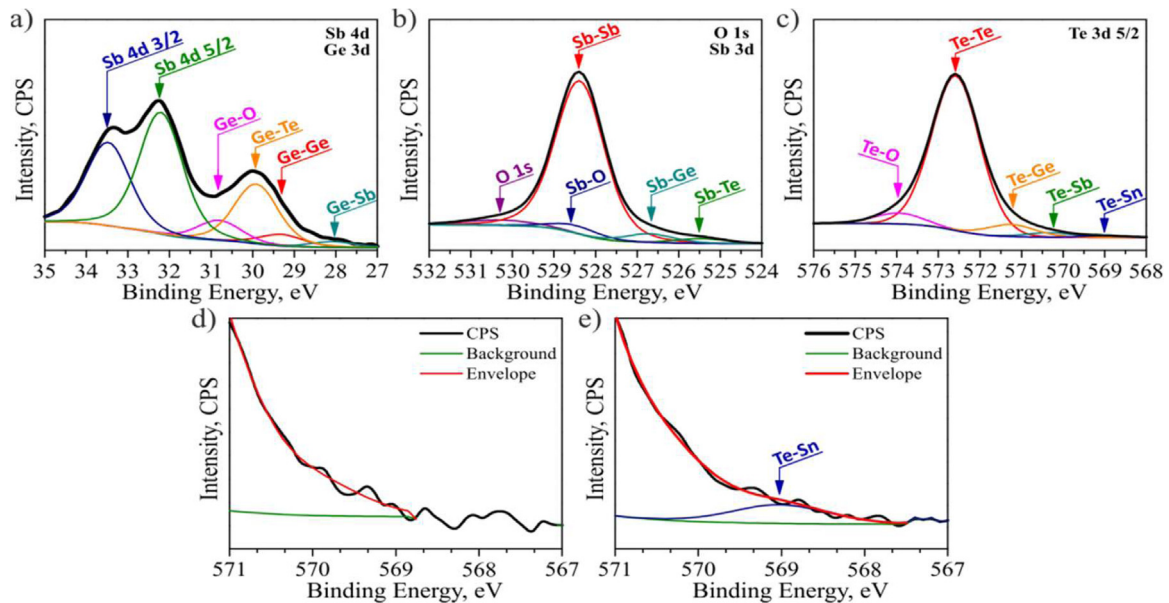 a)
Sb 4d
Ge 3d
Sb 4d 3/2
Sb 4d 5/2
Ge-O
Ge-Te
Ge-Ge
Ge-Sb
Intensity, CPS
35 34 33 32 31 30 29 28 27
Binding Energy, eV
b)
O 1s
Sb 3d
Sb-Sb
O 1s
Sb-O
Sb-Ge
Sb-Te
Intensity, CPS
532 530 528 526 524
Binding Energy, eV
c)
Te 3d 5/2
Te-Te
Te-O
Te-Ge
Te-Sb
Te-Sn
Intensity, CPS
576 575 574 573 572 571 570 569 568
Binding Energy, eV
d)
CPS
Background
Envelope
Intensity, CPS
571 570 569 568 567
Binding Energy, eV
e)
CPS
Background
Envelope
Te-Sn
Intensity, CPS
571 570 569 568 567
Binding Energy, eV